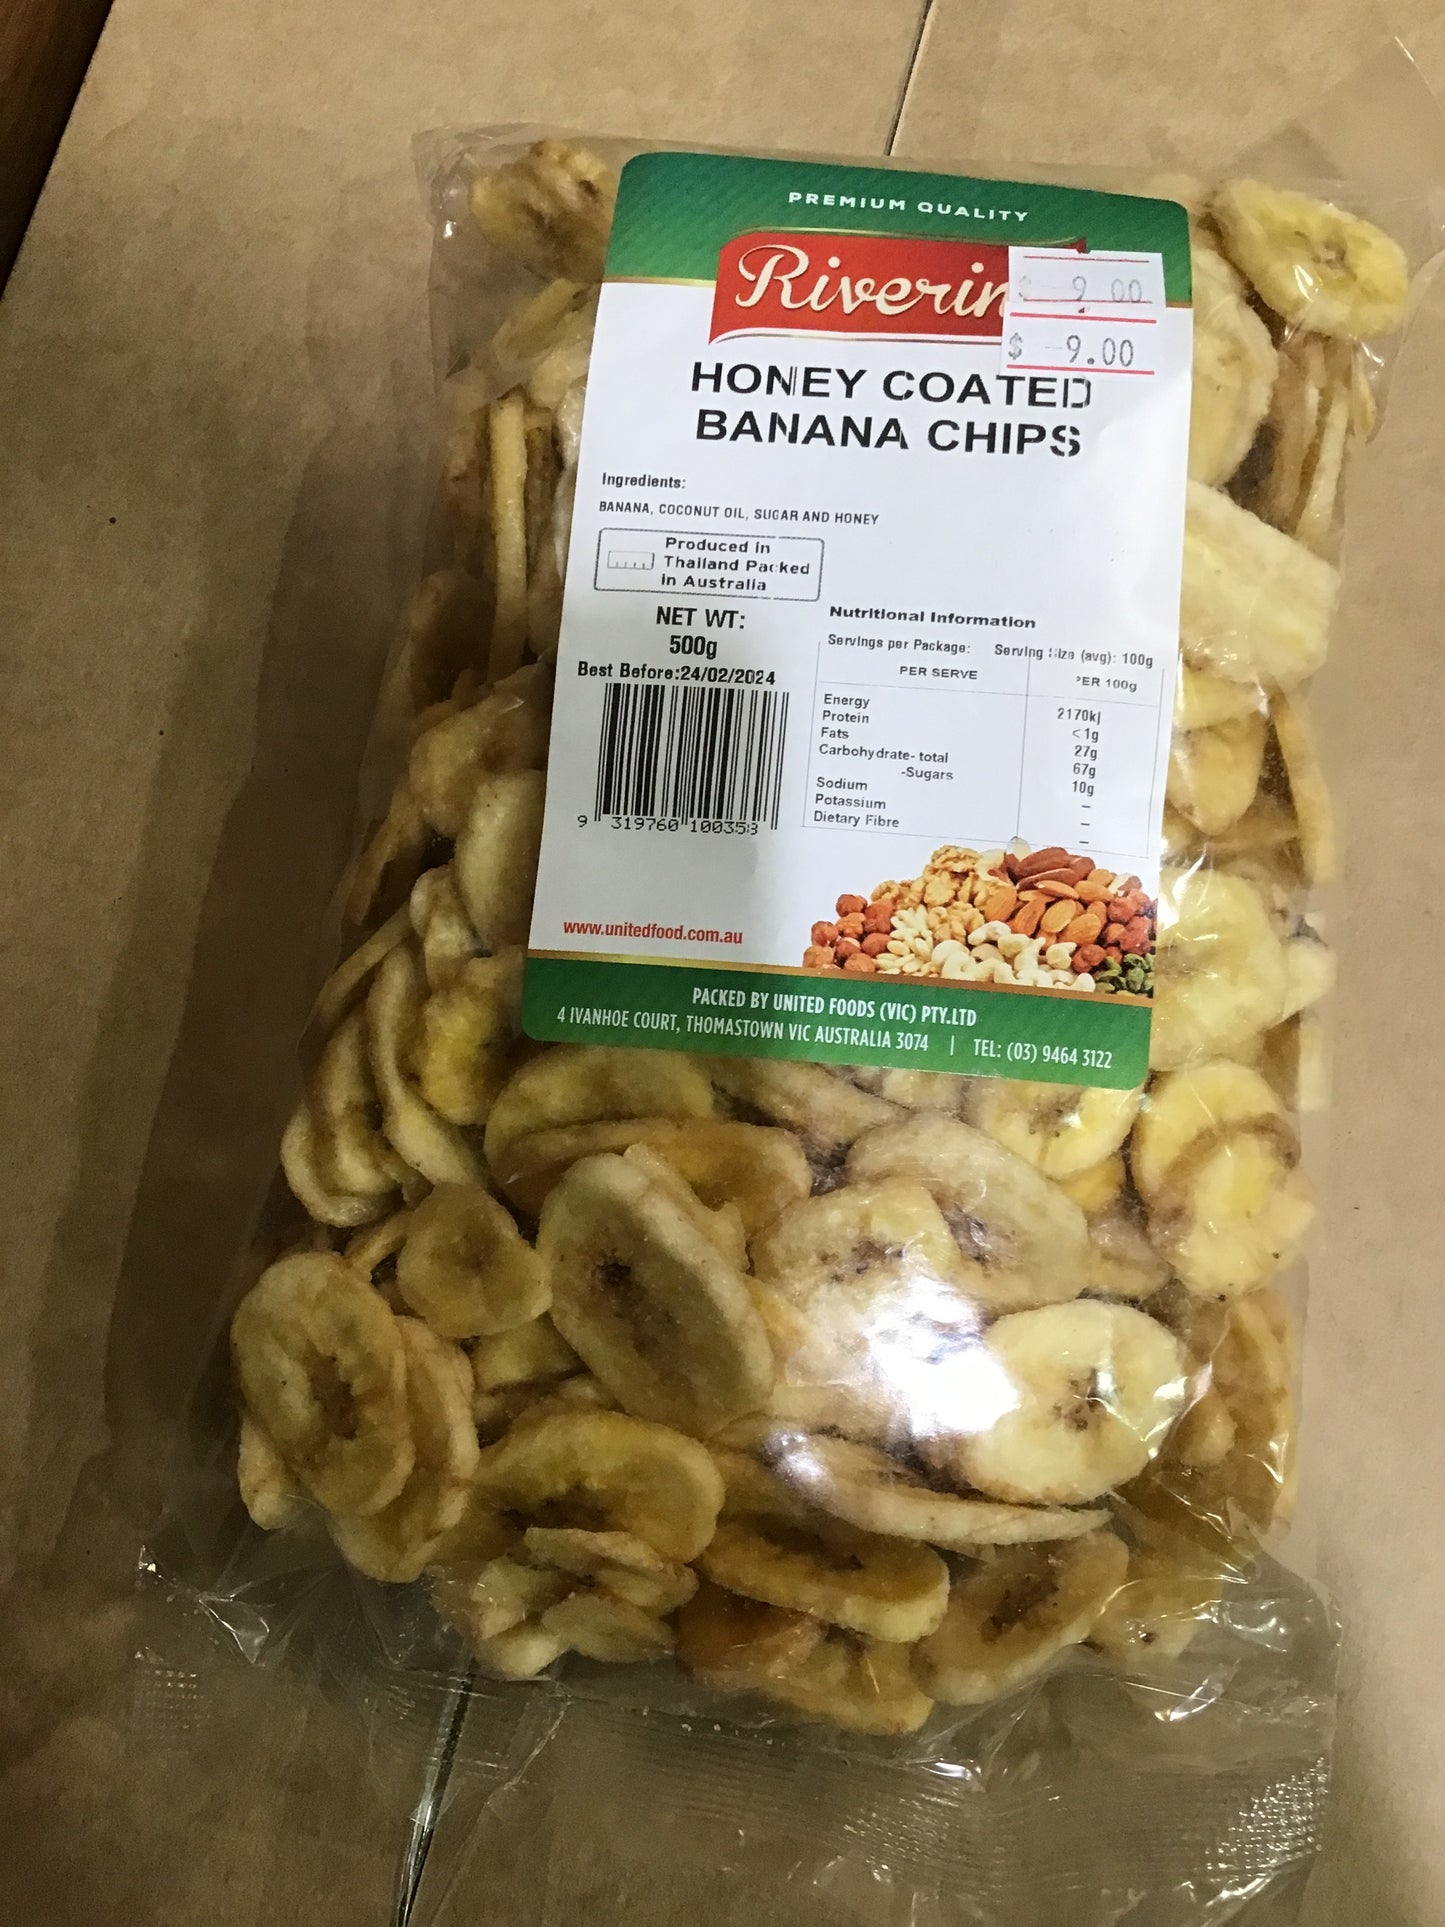 PREMIUM QUALITY
$ 9 00
$ 9.00
HONEY COATED
BANANA CHIPS
Ingredients:
BANANA, COCONUT OIL, SUGAR AND HONEY
Produced in
Thailand Packed
in Australia
NET WT:
500g
Best Before:24/02/2024
9 319760 100358
Nutritional Information
Servings per Package: Serving Size (avg): 100g
PER SERVE PER 100g
Energy 2170kj
Protein <1g
Fats 27g
Carbohydrate- total 67g
-Sugars 10g
Sodium –
Potassium –
Dietary Fibre –
www.unitedfood.com.au
PACKED BY UNITED FOODS (VIC) PTY.LTD
4 IVANHOE COURT, THOMASTOWN VIC AUSTRALIA 3074 | TEL: (03) 9464 3122